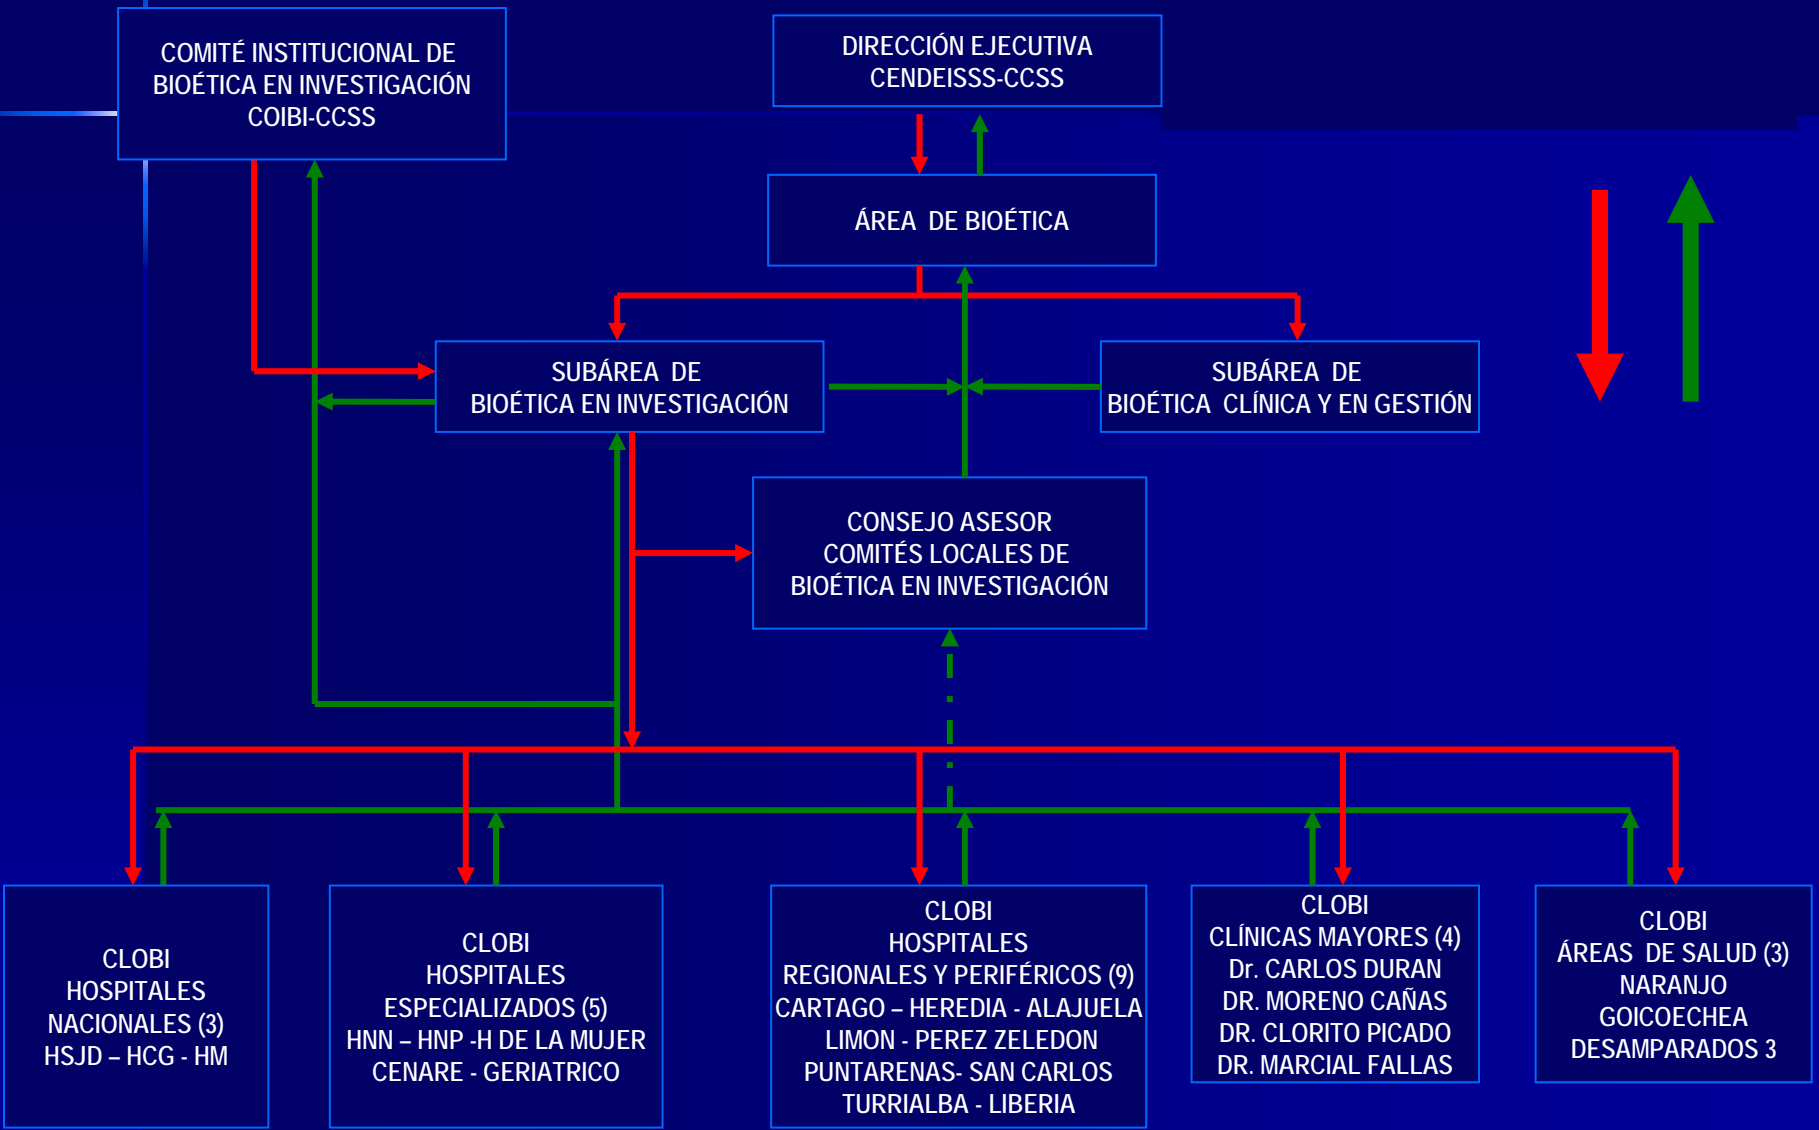 COMITÉ INSTITUCIONAL DE
BIOÉTICA EN INVESTIGACIÓN
COIBI-CCSS
DIRECCIÓN EJECUTIVA
CENDEISSS-CCSS
ÁREA  DE BIOÉTICA
SUBÁREA  DE
BIOÉTICA EN INVESTIGACIÓN
SUBÁREA  DE
BIOÉTICA  CLÍNICA Y EN GESTIÓN
CONSEJO ASESOR
COMITÉS LOCALES DE
BIOÉTICA EN INVESTIGACIÓN
CLOBI
HOSPITALES
NACIONALES (3)
HSJD – HCG - HM
CLOBI
HOSPITALES
ESPECIALIZADOS (5)
HNN – HNP -H DE LA MUJER
CENARE - GERIATRICO
CLOBI
HOSPITALES
REGIONALES Y PERIFÉRICOS (9)
CARTAGO – HEREDIA - ALAJUELA
LIMON - PEREZ ZELEDON
PUNTARENAS- SAN CARLOS
TURRIALBA - LIBERIA
CLOBI
CLÍNICAS MAYORES (4)
Dr. CARLOS DURAN
DR. MORENO CAÑAS
DR. CLORITO PICADO
DR. MARCIAL FALLAS
CLOBI
ÁREAS  DE SALUD (3)
NARANJO
GOICOECHEA
DESAMPARADOS 3